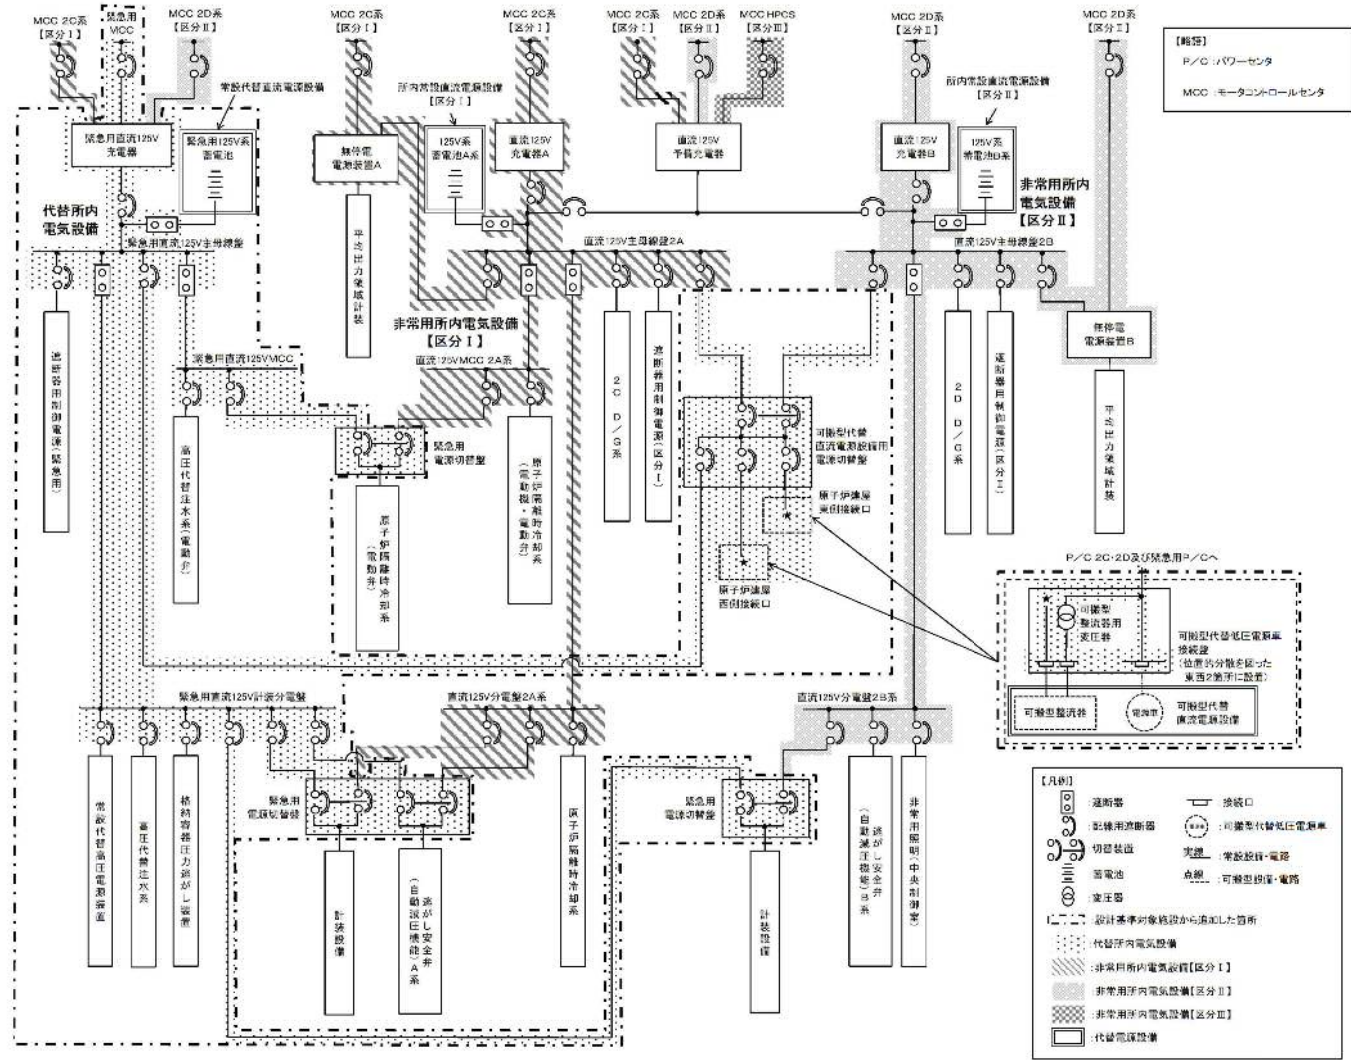 MCC 2C系
【区分Ⅰ】
緊急用
MCC
MCC 2D系
【区分Ⅱ】
MCC 2C系
【区分Ⅰ】
MCC 2C系
【区分Ⅰ】
MCC 2C系
【区分Ⅰ】
MCC 2D系
【区分Ⅱ】
MCC HPCS
【区分Ⅲ】
MCC 2D系
【区分Ⅱ】
MCC 2D系
【区分Ⅱ】
【略語】
P/C :パワーセンタ
MCC :モータコントロールセンタ
常設代替直流電源設備
所内常設直流電源設備
【区分Ⅰ】
所内常設直流電源設備
【区分Ⅱ】
緊急用直流125V
充電器
緊急用125V系
蓄電池
無停電
電源装置A
125V系
蓄電池A系
直流125V
充電器A
直流125V
予備充電器
直流125V
充電器B
125V系
蓄電池B系
代替所内
電気設備
非常用所内
電気設備
【区分Ⅱ】
緊急用直流125V主母線盤
直流125V主母線盤2A
直流125V主母線盤2B
平均出力領域計装
非常用所内電気設備
【区分Ⅰ】
無停電
電源装置B
遮断器用制御電源(緊急用)
緊急用直流125VMCC
直流125VMCC 2A系
2C D/G系
遮断器用制御電源(区分Ⅰ)
2D D/G系
遮断器用制御電源(区分Ⅱ)
平均出力領域計装
高圧代替注水系(電動弁)
緊急用
電源切替盤
原子炉隔離時冷却系
(電動弁)
原子炉隔離時冷却系
(電動機・電動弁)
可搬型代替
直流電源設備用
電源切替盤
原子炉建屋
東側接続口
原子炉建屋
西側接続口
P/C 2C・2D及び緊急用P/Cへ
可搬型
整流器用
変圧器
可搬型代替低圧電源車
接続盤
(位置的分散を図った
東西2箇所に設置)
可搬型整流器
電源車
可搬型代替
直流電源設備
緊急用直流125V計装分電盤
直流125V分電盤2A系
直流125V分電盤2B系
緊急用
電源切替盤
緊急用
電源切替盤
常設代替高圧電源装置
高圧代替注水系
格納容器圧力逃がし装置
計装設備
逃がし安全弁
(自動減圧機能)A系
原子炉隔離時冷却系
計装設備
逃がし安全弁
(自動減圧機能)B系
非常用照明(中央制御室)
【凡例】
:遮断器
:配線用遮断器
:切替装置
:蓄電池
:変圧器
:接続口
電源車
:可搬型代替低圧電源車
実線 :常設設備・電路
点線 :可搬型設備・電路
:設計基準対象施設から追加した箇所
:代替所内電気設備
:非常用所内電気設備【区分Ⅰ】
:非常用所内電気設備【区分Ⅱ】
:非常用所内電気設備【区分Ⅲ】
:代替電源設備